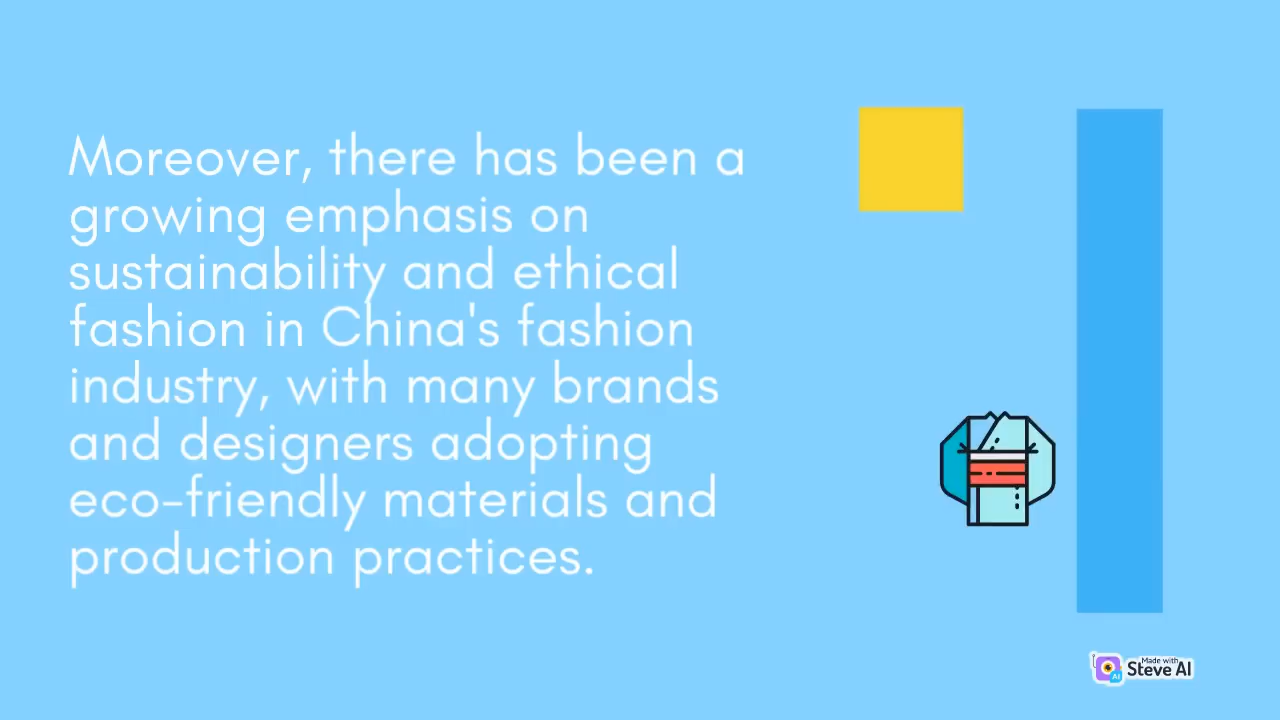 Moreover, there has been a
growing emphasis on
sustainability and ethical
fashion in China's fashion
industry, with many brands
and designers adopting
eco-friendly materials and
production practices.
Made with
Steve AI
AI